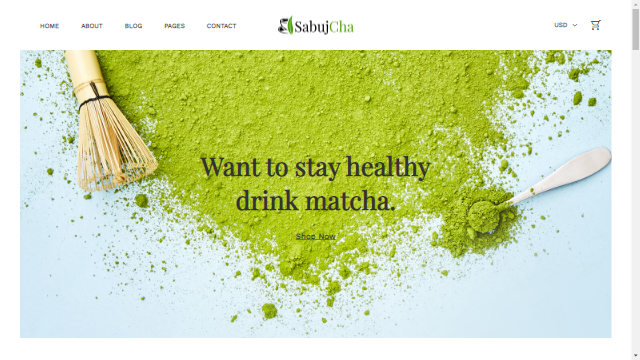 HOME
ABOUT
BLOG
PAGES
CONTACT
SabujCha
USD
Want to stay healthy
drink matcha.
Shop Now